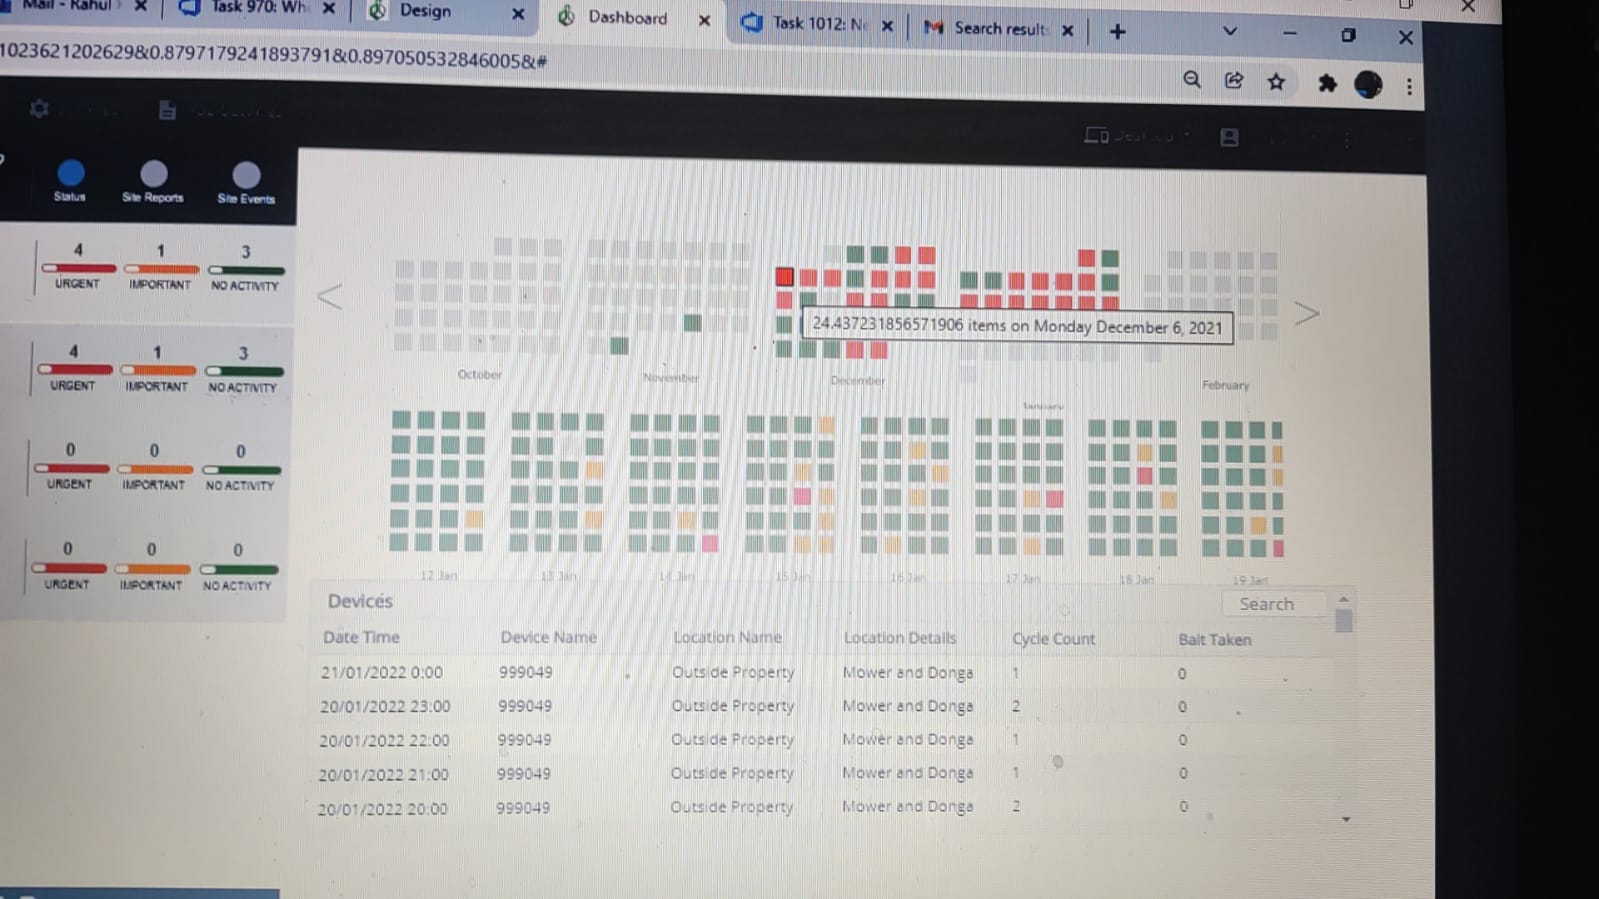 Mail - Rahul
Task 970: Wh
Design
Dashboard
Task 1012: Ne
Search result
10236212026298&0.8797179241893791&0.8970505328460058&#
Status
Site Reports
Site Events
4 1 3
URGENT IMPORTANT NO ACTIVITY
4 1 3
URGENT IMPORTANT NO ACTIVITY
0 0 0
URGENT IMPORTANT NO ACTIVITY
0 0 0
URGENT IMPORTANT NO ACTIVITY
<
>
24.437231856571906 items on Monday December 6, 2021
October November December January February
12 Jan 13 Jan 14 Jan 15 Jan 16 Jan 17 Jan 18 Jan 19 Jan
Devices
Search
Date Time Device Name Location Name Location Details Cycle Count Bait Taken
21/01/2022 0:00 999049 Outside Property Mower and Donga 1 0
20/01/2022 23:00 999049 Outside Property Mower and Donga 2 0
20/01/2022 22:00 999049 Outside Property Mower and Donga 1 0
20/01/2022 21:00 999049 Outside Property Mower and Donga 1 0
20/01/2022 20:00 999049 Outside Property Mower and Donga 2 0